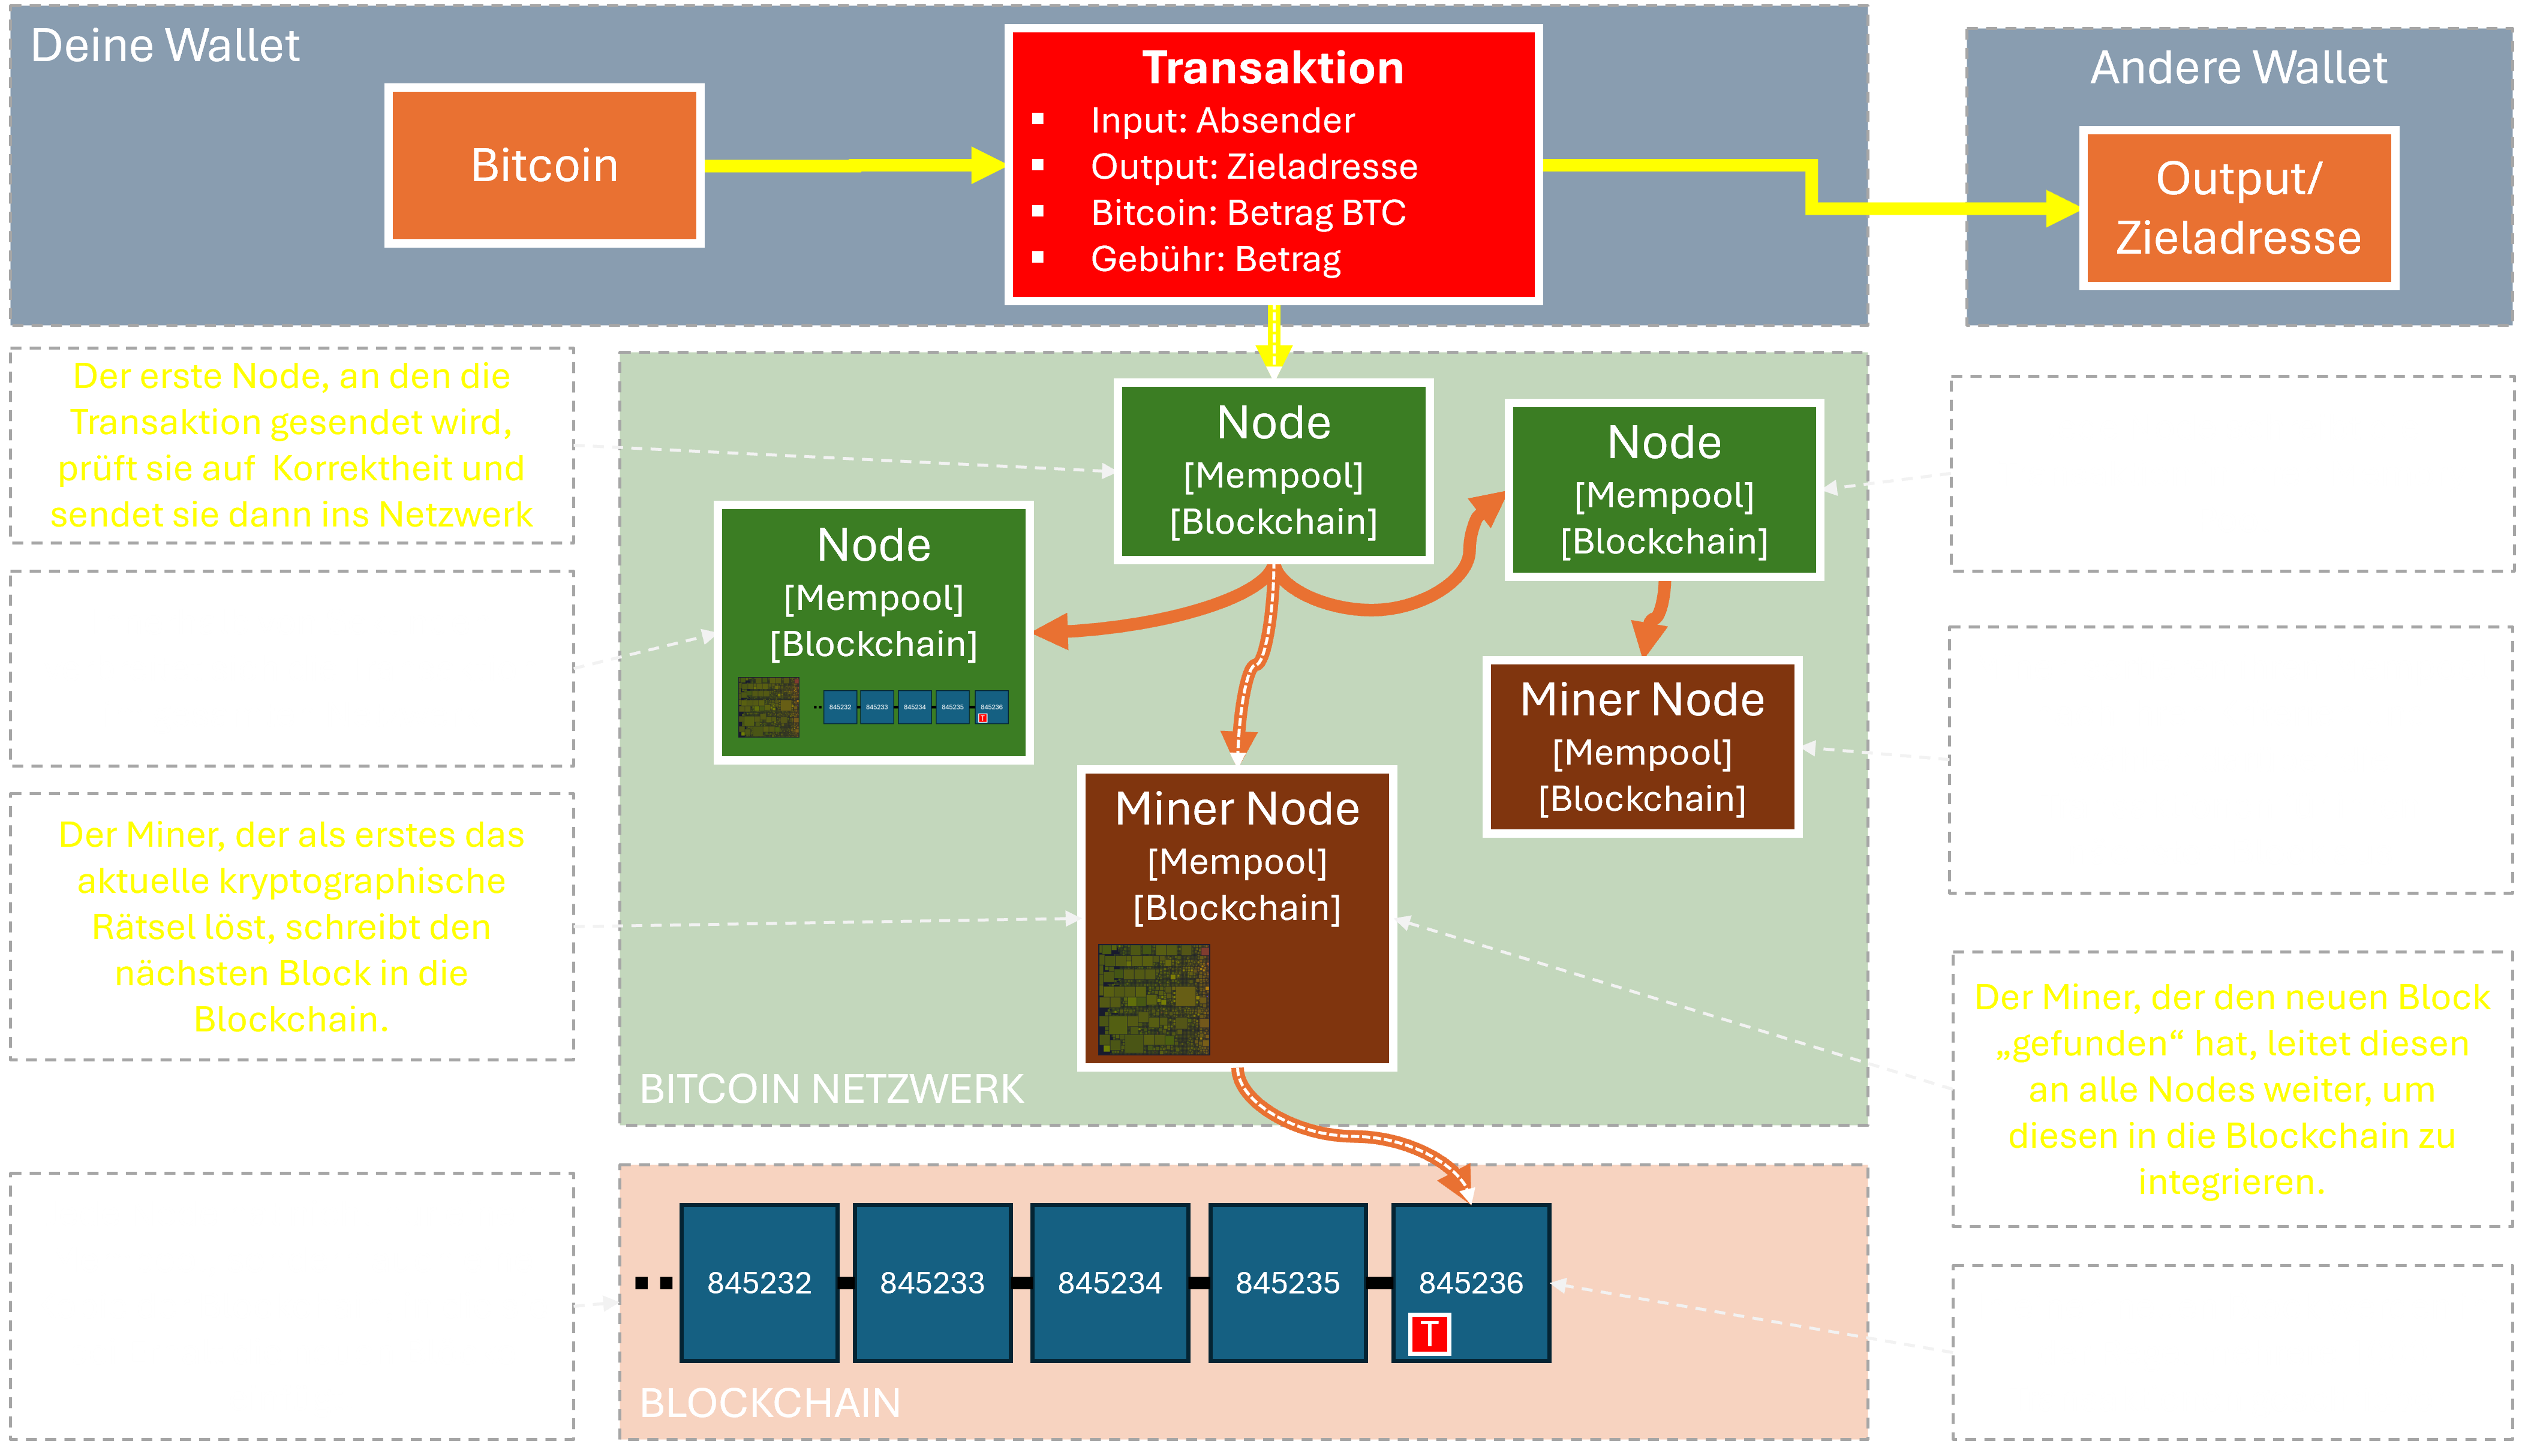 Deine Wallet
Bitcoin
Transaktion
▪ Input: Absender
▪ Output: Zieladresse
▪ Bitcoin: Betrag BTC
▪ Gebühr: Betrag
Andere Wallet
Output/
Zieladresse
Der erste Node, an den die
Transaktion gesendet wird,
prüft sie auf Korrektheit und
sendet sie dann ins Netzwerk
Node
[Mempool]
[Blockchain]
Node
[Mempool]
[Blockchain]
Node
[Mempool]
[Blockchain]
845232
845233
845234
845235
845236
T
Miner Node
[Mempool]
[Blockchain]
Der Miner, der als erstes das
aktuelle kryptographische
Rätsel löst, schreibt den
nächsten Block in die
Blockchain.
Miner Node
[Mempool]
[Blockchain]
Der Miner, der den neuen Block
„gefunden“ hat, leitet diesen
an alle Nodes weiter, um
diesen in die Blockchain zu
integrieren.
BITCOIN NETZWERK
845232
845233
845234
845235
845236
T
BLOCKCHAIN